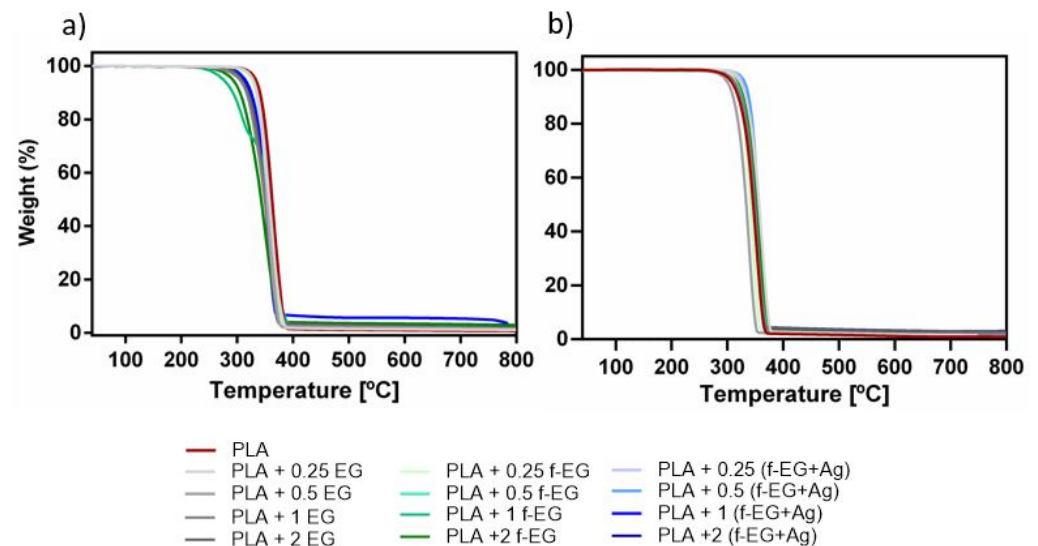 a)
b)
100
80
60
40
20
0
Weight (%)
100 200 300 400 500 600 700 800
Temperature [ºC]
100
80
60
40
20
0
100 200 300 400 500 600 700 800
Temperature [ºC]
PLA
PLA + 0.25 EG
PLA + 0.5 EG
PLA + 1 EG
PLA + 2 EG
PLA + 0.25 f-EG
PLA + 0.5 f-EG
PLA + 1 f-EG
PLA +2 f-EG
PLA + 0.25 (f-EG+Ag)
PLA + 0.5 (f-EG+Ag)
PLA + 1 (f-EG+Ag)
PLA +2 (f-EG+Ag)